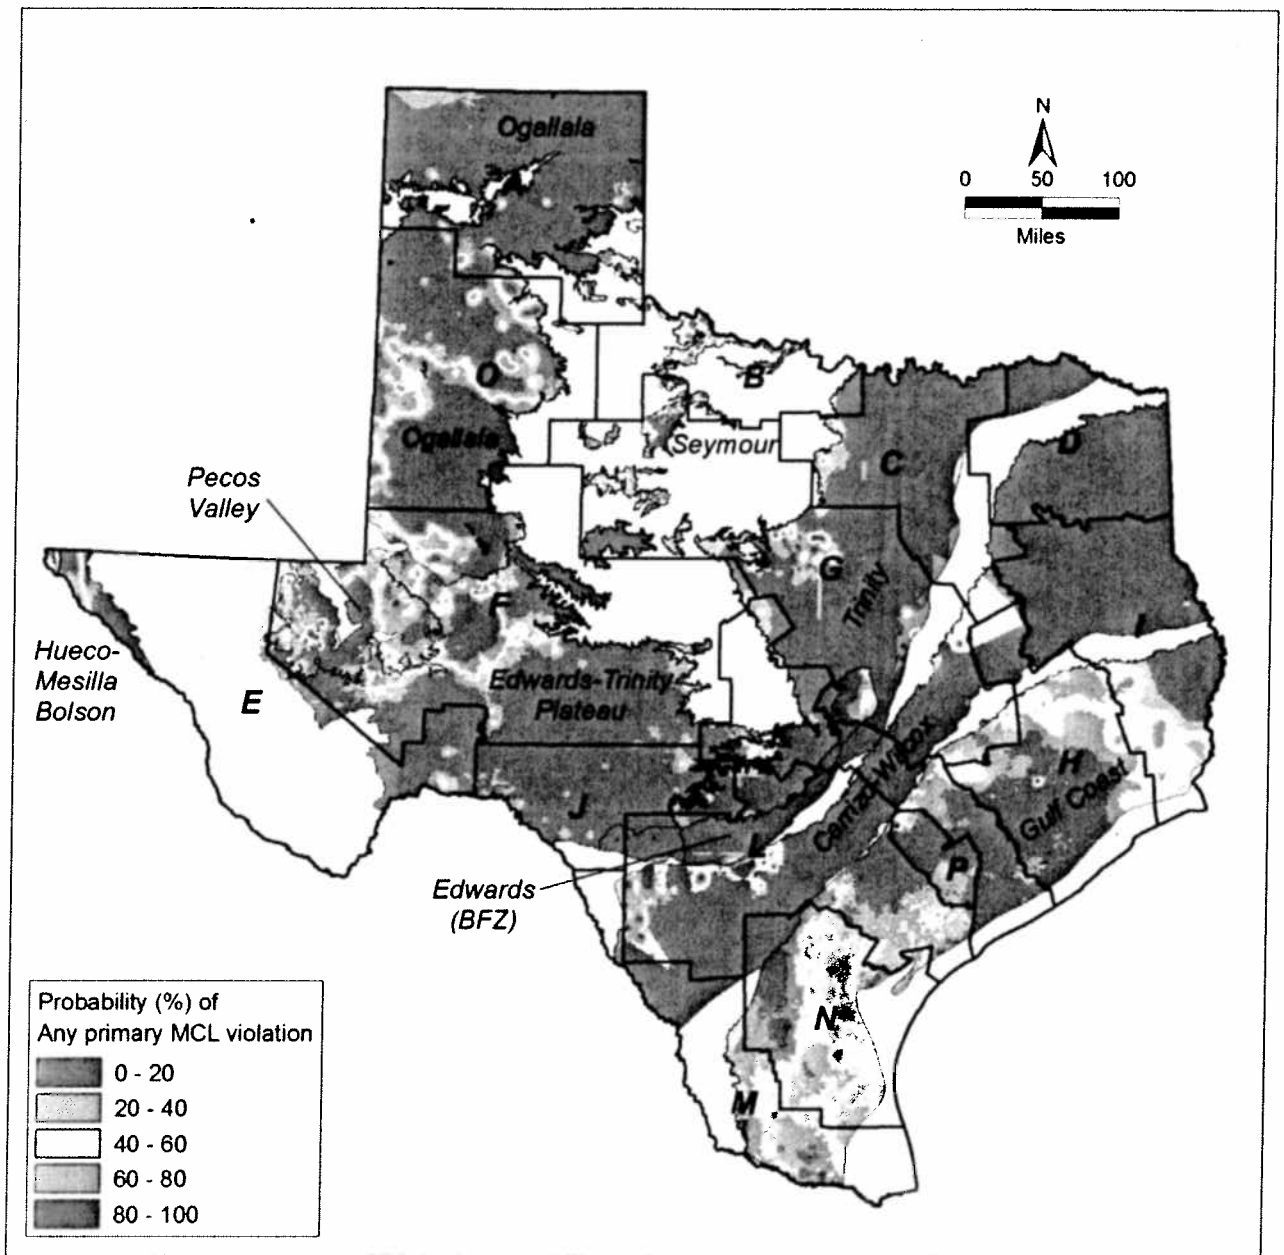 Ogallala
N
0 50 100
Miles
A
O
B
Ogallala
Seymour
C
D
Pecos
Valley
G
Trinity
F
I
Hueco-
Mesilla
Bolson
E
Edwards-Trinity
Plateau
J
Carrizo-Wilcox
H
Gulf Coast
L
P
Edwards
(BFZ)
N
M
Probability (%) of
Any primary MCL violation
0 - 20
20 - 40
40 - 60
60 - 80
80 - 100